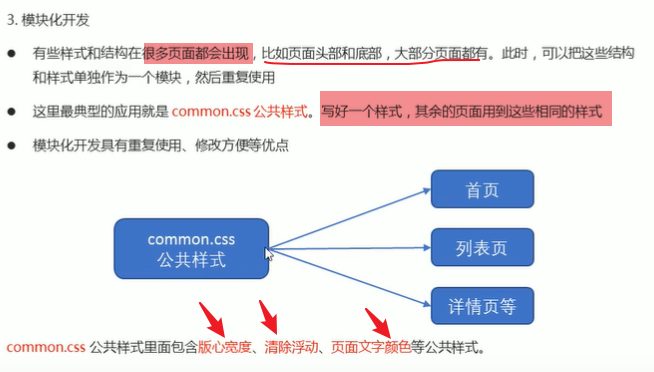 3. 模块化开发
● 有些样式和结构在很多页面都会出现，比如页面头部和底部，大部分页面都有。此时，可以把这些结构
和样式单独作为一个模块，然后重复使用
● 这里最典型的应用就是 common.css 公共样式。写好一个样式，其余的页面用到这些相同的样式
● 模块化开发具有重复使用、修改方便等优点
首页
common.css
公共样式
列表页
详情页等
common.css 公共样式里面包含版心宽度、清除浮动、页面文字颜色等公共样式。